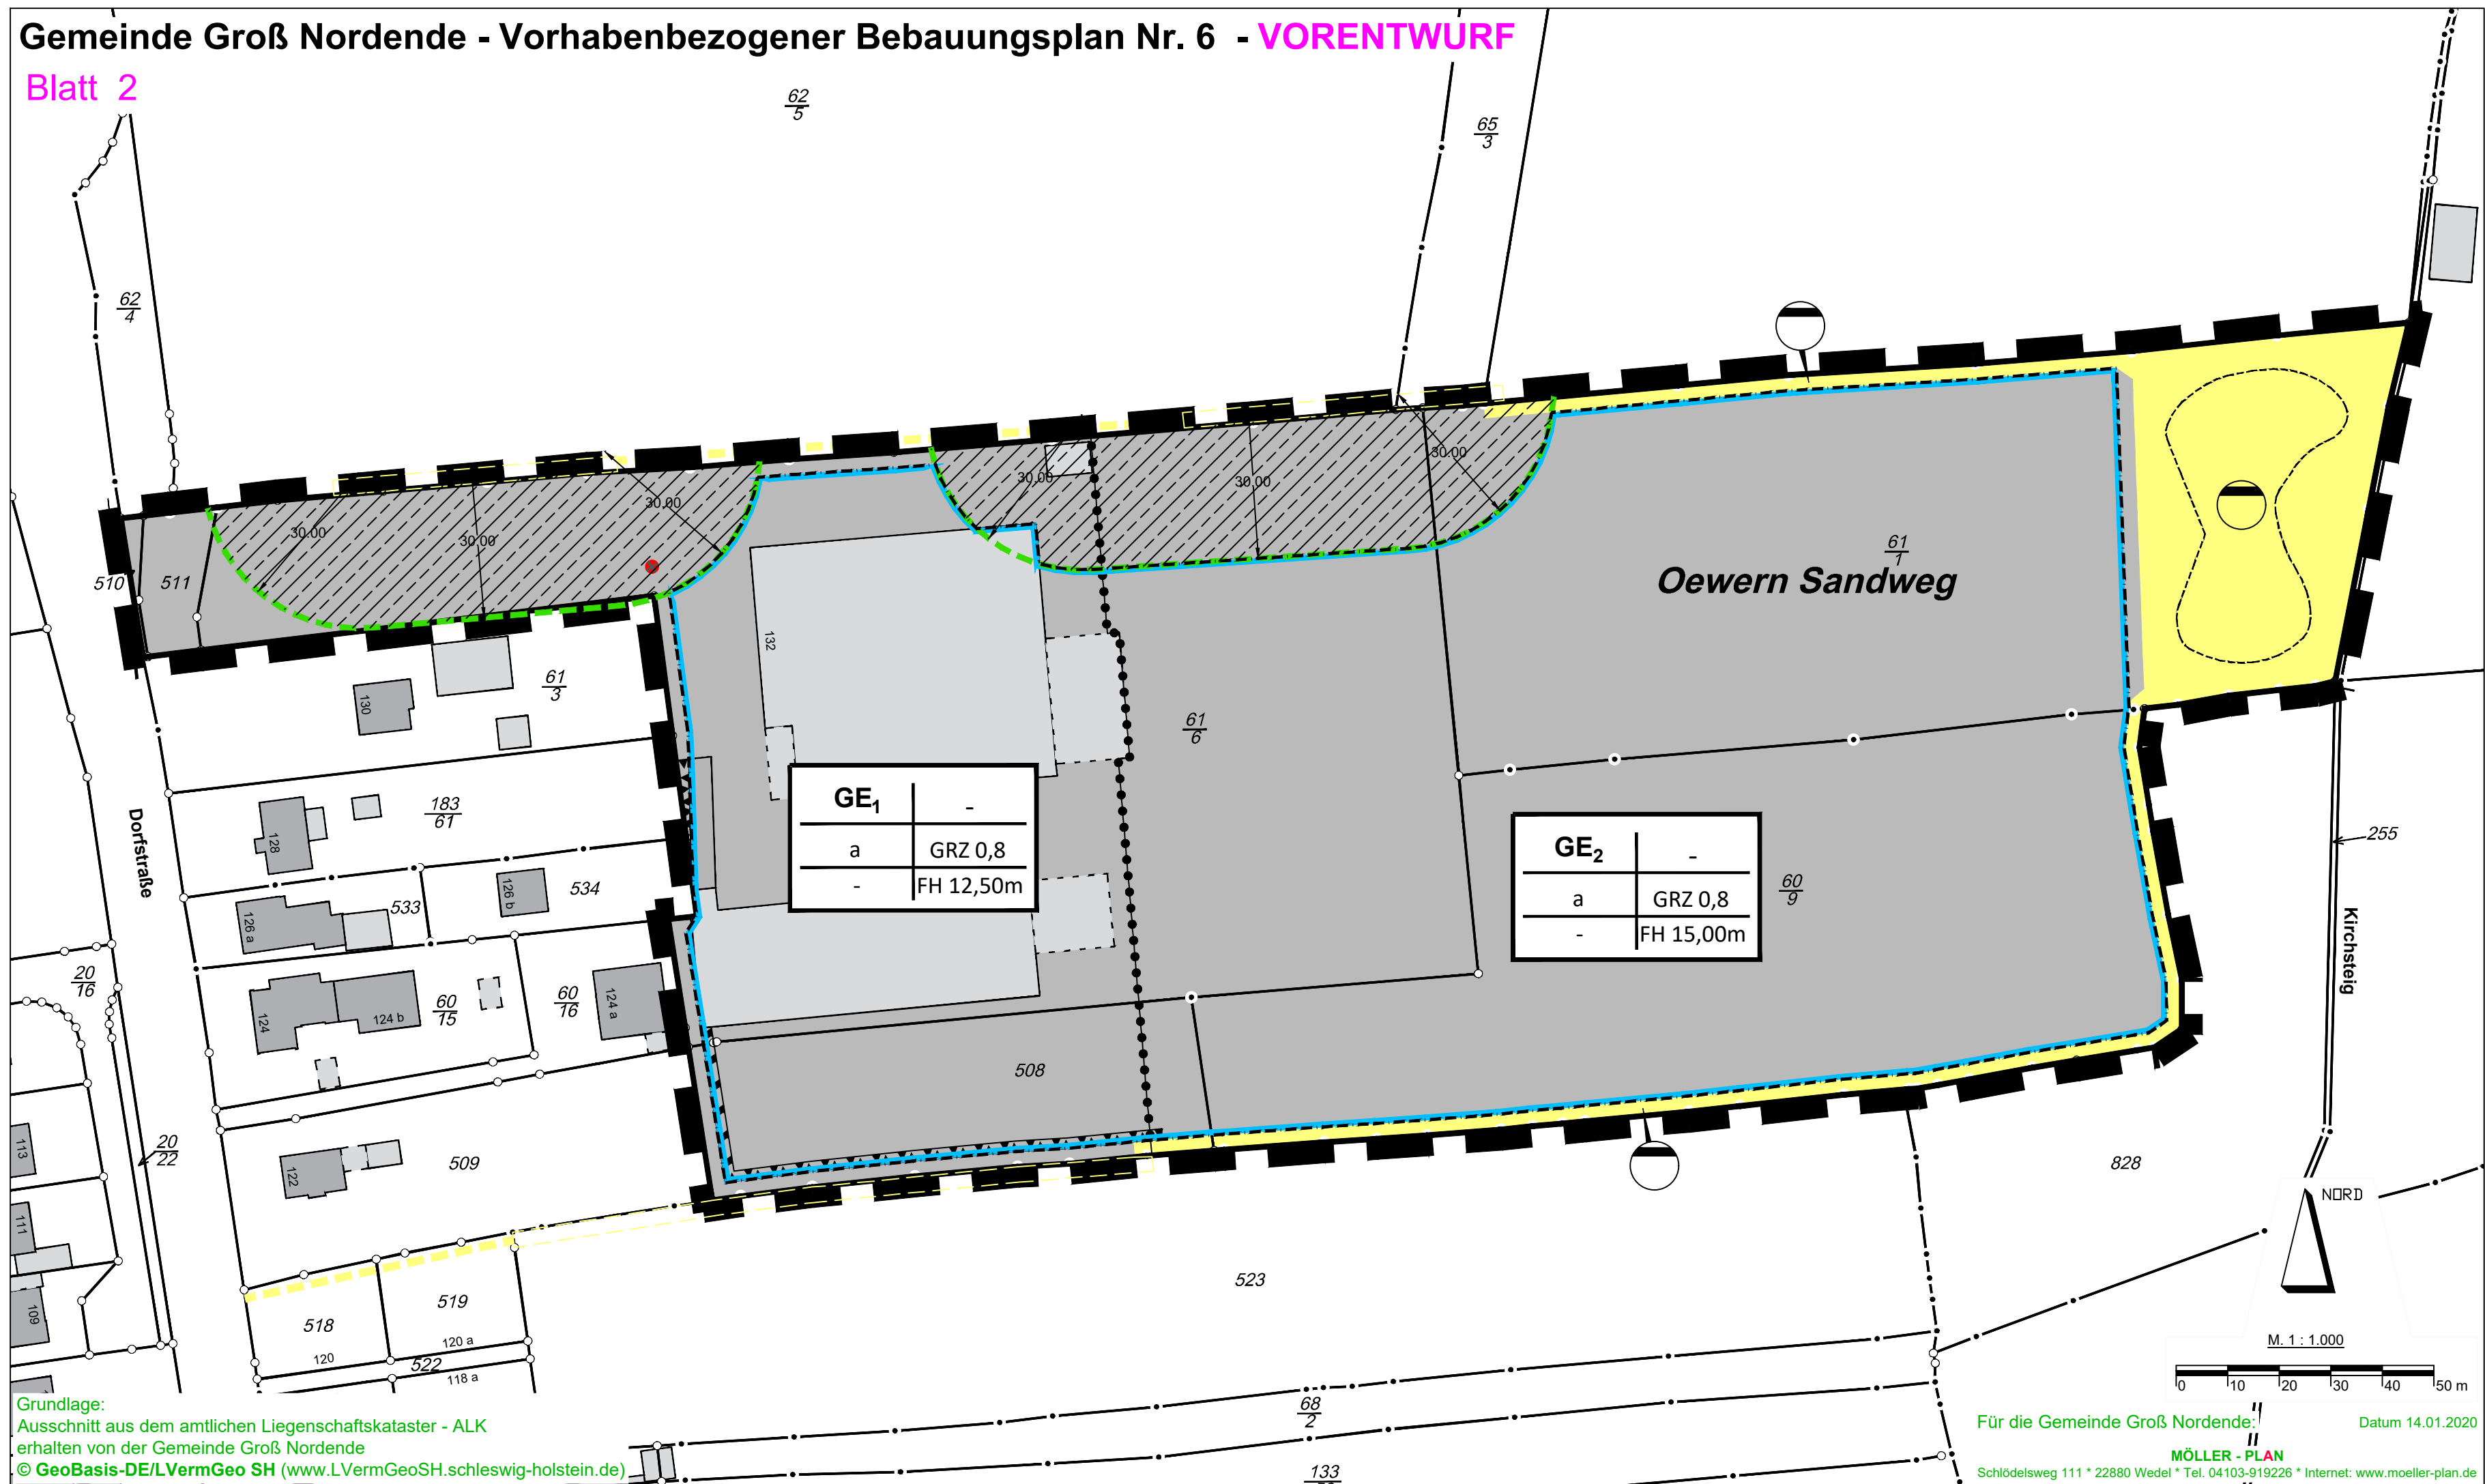 Gemeinde Groß Nordende - Vorhabenbezogener Bebauungsplan Nr. 6 - VORENTWURF
Blatt 2
62
5
65
3
62
4
30.00
30.00
30.00
30.00
30.00
30.00
510
511
61
1
Oewern Sandweg
132
61
3
130
61
6
GE1 -
a GRZ 0,8
- FH 12,50m
GE2 -
a GRZ 0,8
- FH 15,00m
60
9
183
61
128
Dorfstraße
255
Kirchsteig
126 b
534
533
126 a
20
16
60
15
60
16
124 a
124
124 b
508
113
20
22
122
509
828
NORD
111
523
109
519
518
120 a
120
522
118 a
M. 1 : 1.000
0 10 20 30 40 50 m
68
2
133
Grundlage:
Ausschnitt aus dem amtlichen Liegenschaftskataster - ALK
erhalten von der Gemeinde Groß Nordende
© GeoBasis-DE/LVermGeo SH (www.LVermGeoSH.schleswig-holstein.de)
Für die Gemeinde Groß Nordende: Datum 14.01.2020
MÖLLER - PLAN
Schlödelsweg 111 * 22880 Wedel * Tel. 04103-919226 * Internet: www.moeller-plan.de